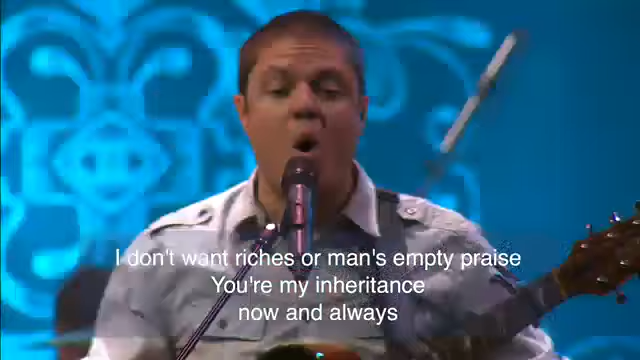 I don't want riches or man's empty praise
You're my inheritance
now and always